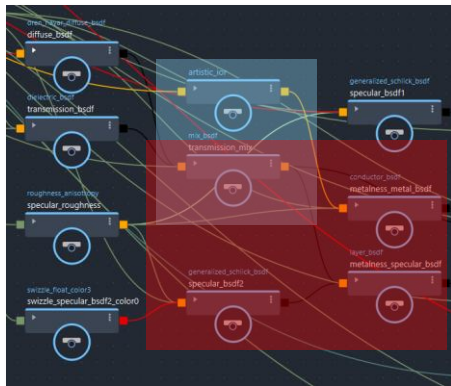 oren_nayar_diffuse_bsdf
diffuse_bsdf
artistic_ior
generalized_schlick_bsdf
specular_bsdf1
dielectric_bsdf
transmission_bsdf
mix_bsdf
transmission_mix
conductor_bsdf
metalness_metal_bsdf
roughness_anisotropy
specular_roughness
layer_bsdf
metalness_specular_bsdf
generalized_schlick_bsdf
specular_bsdf2
swizzle_float_color3
swizzle_specular_bsdf2_color0